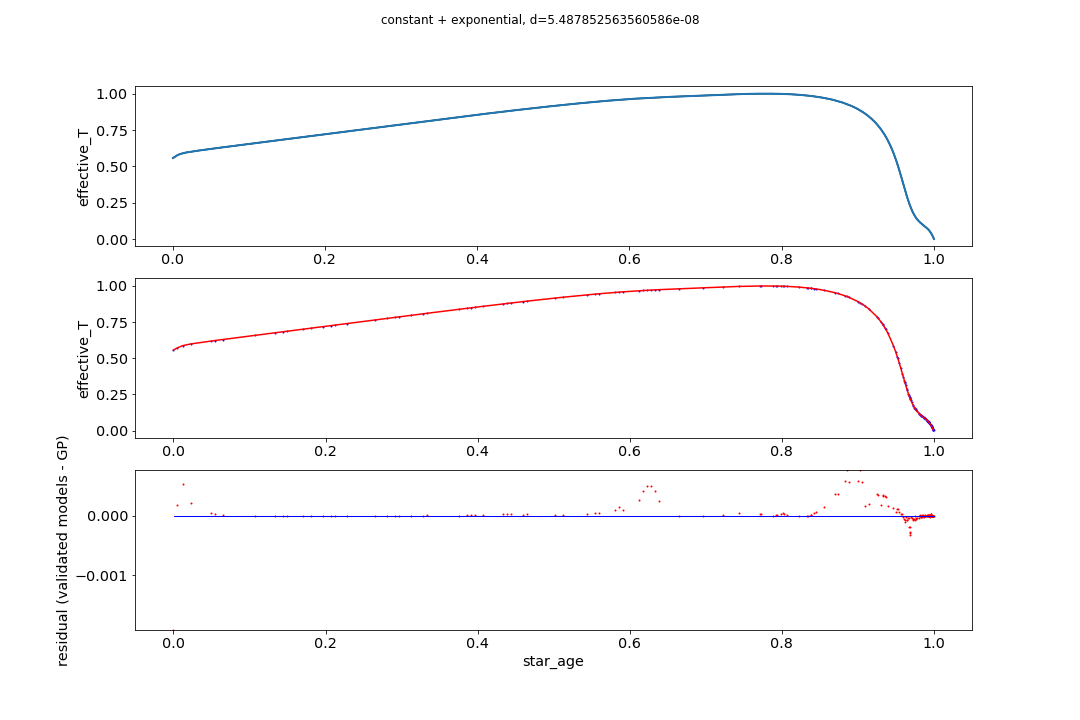 constant + exponential, d=5.487852563560586e-08
effective_T
1.00
0.75
0.50
0.25
0.00
0.0 0.2 0.4 0.6 0.8 1.0
effective_T
1.00
0.75
0.50
0.25
0.00
0.0 0.2 0.4 0.6 0.8 1.0
residual (validated models - GP)
0.000
−0.001
0.0 0.2 0.4 0.6 0.8 1.0
star_age